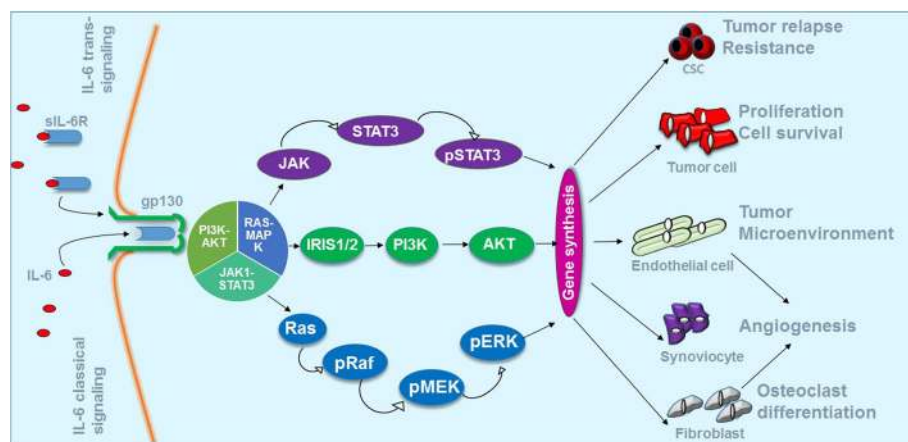 IL-6 trans-
signaling
sIL-6R
gp130
IL-6
IL-6 classical
signaling
PI3K-
AKT
RAS-
MAP
K
JAK1-
STAT3
JAK
STAT3
pSTAT3
IRIS1/2
PI3K
AKT
Ras
pRaf
pMEK
pERK
Gene synthesis
CSC
Tumor relapse
Resistance
Tumor cell
Proliferation
Cell survival
Endothelial cell
Tumor
Microenvironment
Synoviocyte
Angiogenesis
Fibroblast
Osteoclast
differentiation